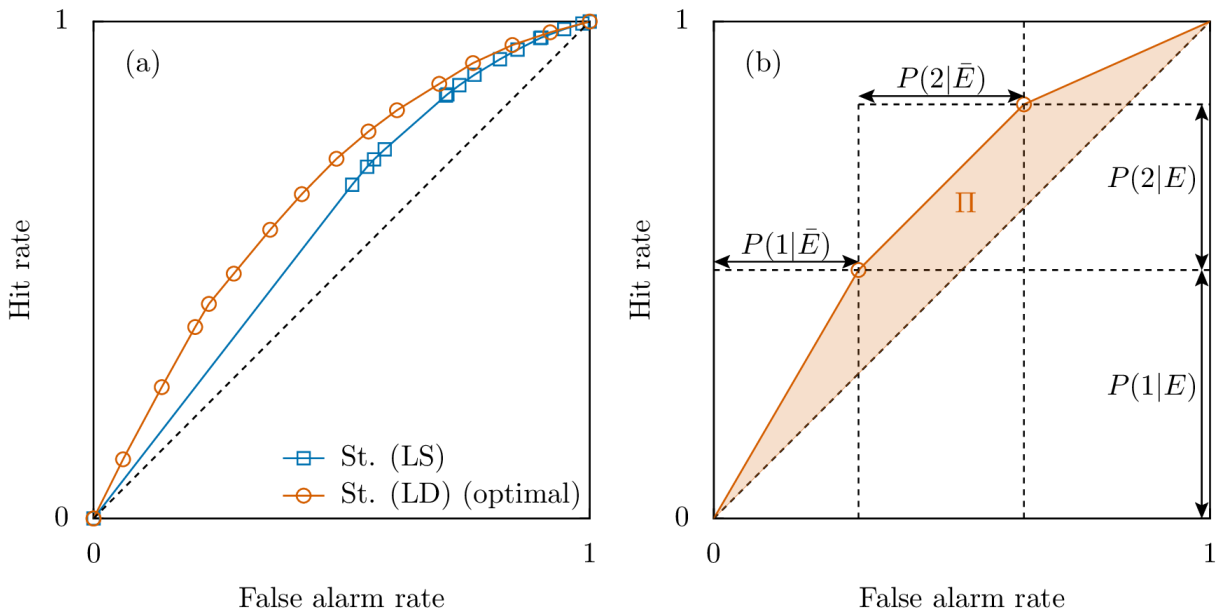 1
(a)
Hit rate
St. (LS)
St. (LD) (optimal)
0
0
1
False alarm rate
1
(b)
P(2|Ē)
P(2|E)
Π
P(1|Ē)
Hit rate
P(1|E)
0
0
1
False alarm rate